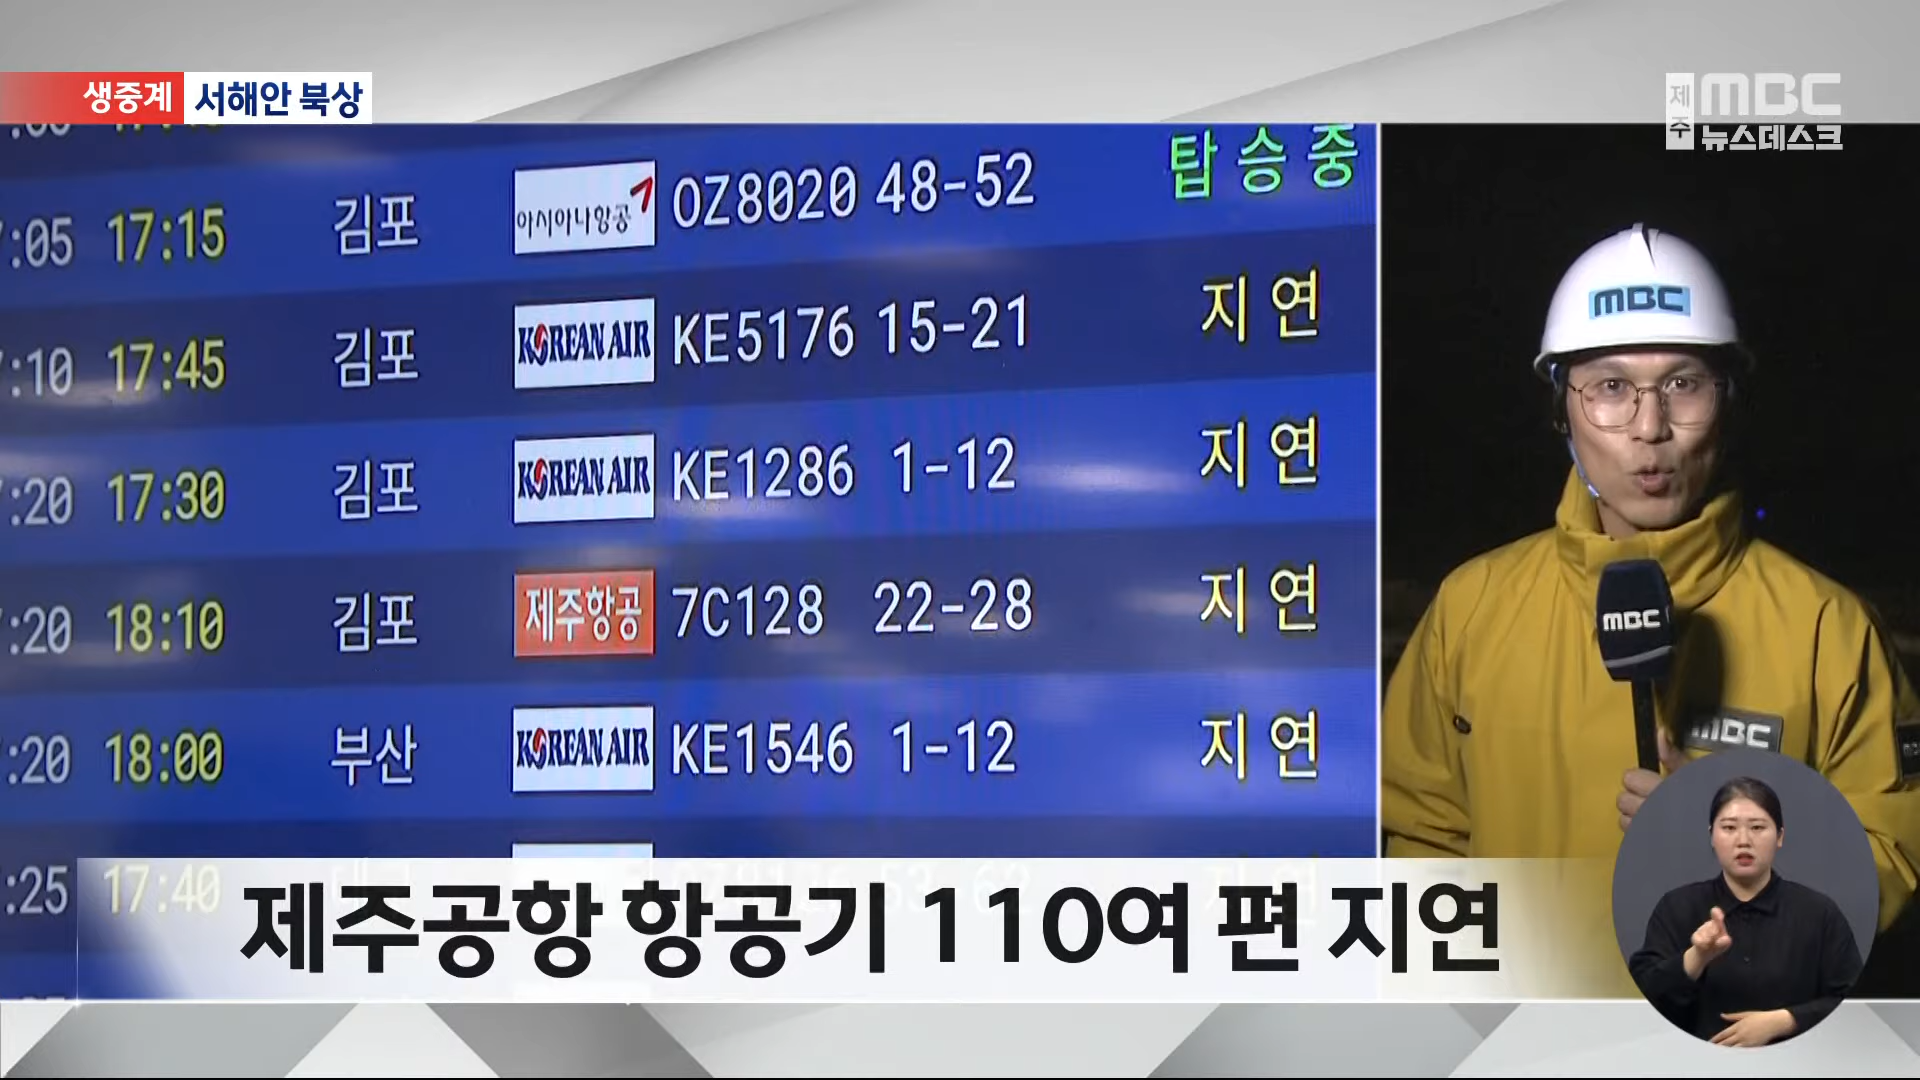 생중계 서해안 북상
제주 MBC
뉴스데스크
:05 17:15 김포 아시아나항공 OZ8020 48-52 탑승중
:10 17:45 김포 KOREAN AIR KE5176 15-21 지연
:20 17:30 김포 KOREAN AIR KE1286 1-12 지연
:20 18:10 김포 제주항공 7C128 22-28 지연
:20 18:00 부산 KOREAN AIR KE1546 1-12 지연
:25 17:40
MBC
MBC
MBC
제주공항 항공기 110여 편 지연